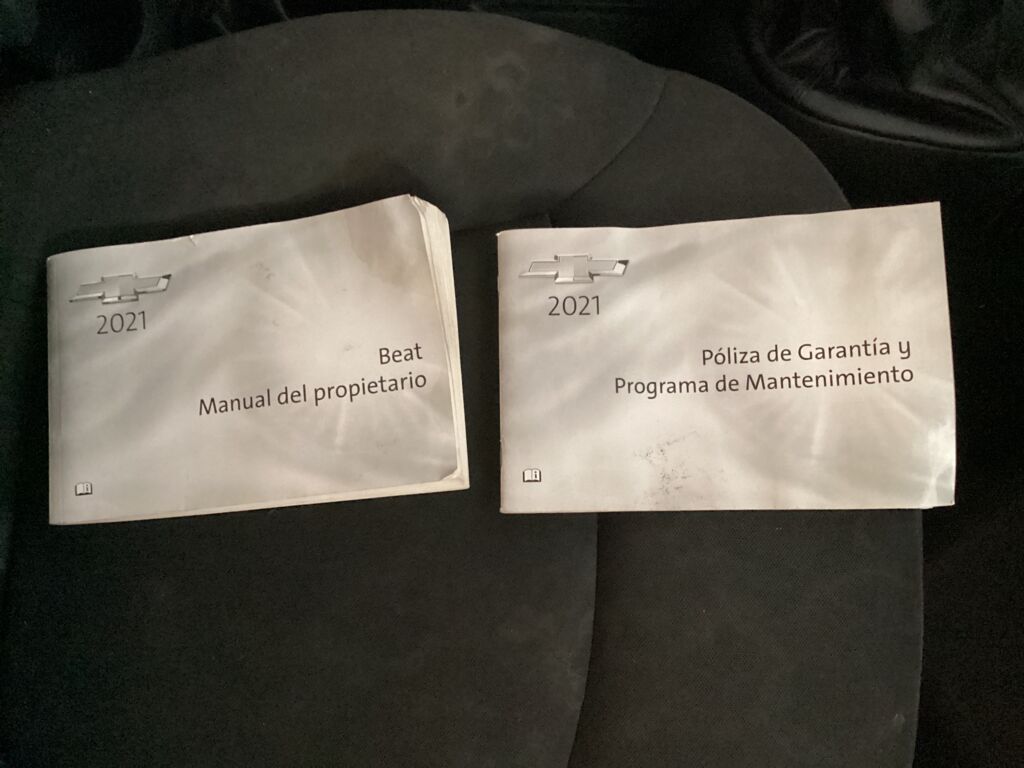 2021
Beat
Manual del propietario
2021
Póliza de Garantía y
Programa de Mantenimiento